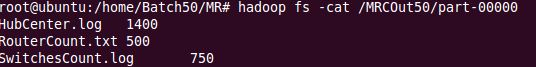 root@ubuntu:/home/Batch50/MR# hadoop fs -cat /MRCOut50/part-00000
HubCenter.log 1400
RouterCount.txt 500
SwitchesCount.log 750